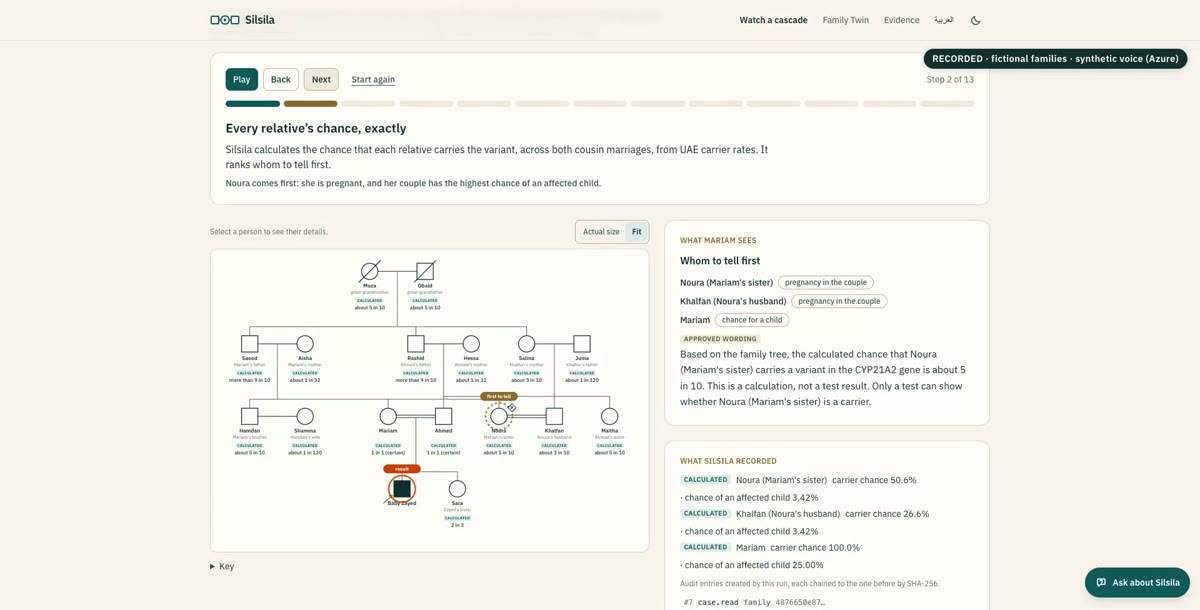 Silsila
Watch a cascade
Family Twin
Evidence
العربية
RECORDED · fictional families · synthetic voice (Azure)
Play
Back
Next
Start again
Step 2 of 13
Every relative's chance, exactly
Silsila calculates the chance that each relative carries the variant, across both cousin marriages, from UAE carrier rates. It
ranks whom to tell first.
Noura comes first: she is pregnant, and her couple has the highest chance of an affected child.
Select a person to see their details.
Actual size
Fit
Moza
great-grandmother
CALCULATED
about 5 in 10
Obaid
great-grandfather
CALCULATED
about 5 in 10
Saeed
Mariam's father
CALCULATED
more than 9 in 10
Aisha
Mariam's mother
CALCULATED
about 1 in 32
Rashid
Ahmed's father
CALCULATED
more than 9 in 10
Hessa
Ahmed's mother
CALCULATED
about 1 in 32
Salma
Khalfan's mother
CALCULATED
about 5 in 10
Juma
Khalfan's father
CALCULATED
about 1 in 120
first to tell
Hamdan
Mariam's brother
CALCULATED
about 5 in 10
Shamma
Hamdan's wife
CALCULATED
about 1 in 120
Mariam
CALCULATED
1 in 1 (certain)
Ahmed
CALCULATED
1 in 1 (certain)
Noura
Mariam's sister
CALCULATED
about 5 in 10
Khalfan
Noura's husband
CALCULATED
about 3 in 10
Maitha
Ahmed's sister
CALCULATED
about 5 in 10
result
Baby Zayed
Sara
Zayed's sister
CALCULATED
2 in 3
Key
WHAT MARIAM SEES
Whom to tell first
Noura (Mariam's sister) pregnancy in the couple
Khalfan (Noura's husband) pregnancy in the couple
Mariam chance for a child
APPROVED WORDING
Based on the family tree, the calculated chance that Noura
(Mariam's sister) carries a variant in the CYP21A2 gene is about 5
in 10. This is a calculation, not a test result. Only a test can show
whether Noura (Mariam's sister) is a carrier.
WHAT SILSILA RECORDED
CALCULATED Noura (Mariam's sister) carrier chance 50.6%
· chance of an affected child 3.42%
CALCULATED Khalfan (Noura's husband) carrier chance 26.6%
· chance of an affected child 3.42%
CALCULATED Mariam carrier chance 100.0%
· chance of an affected child 25.00%
Audit entries created by this run, each chained to the one before by SHA-256.
#7 case.read family 4876650e87…
Ask about Silsila